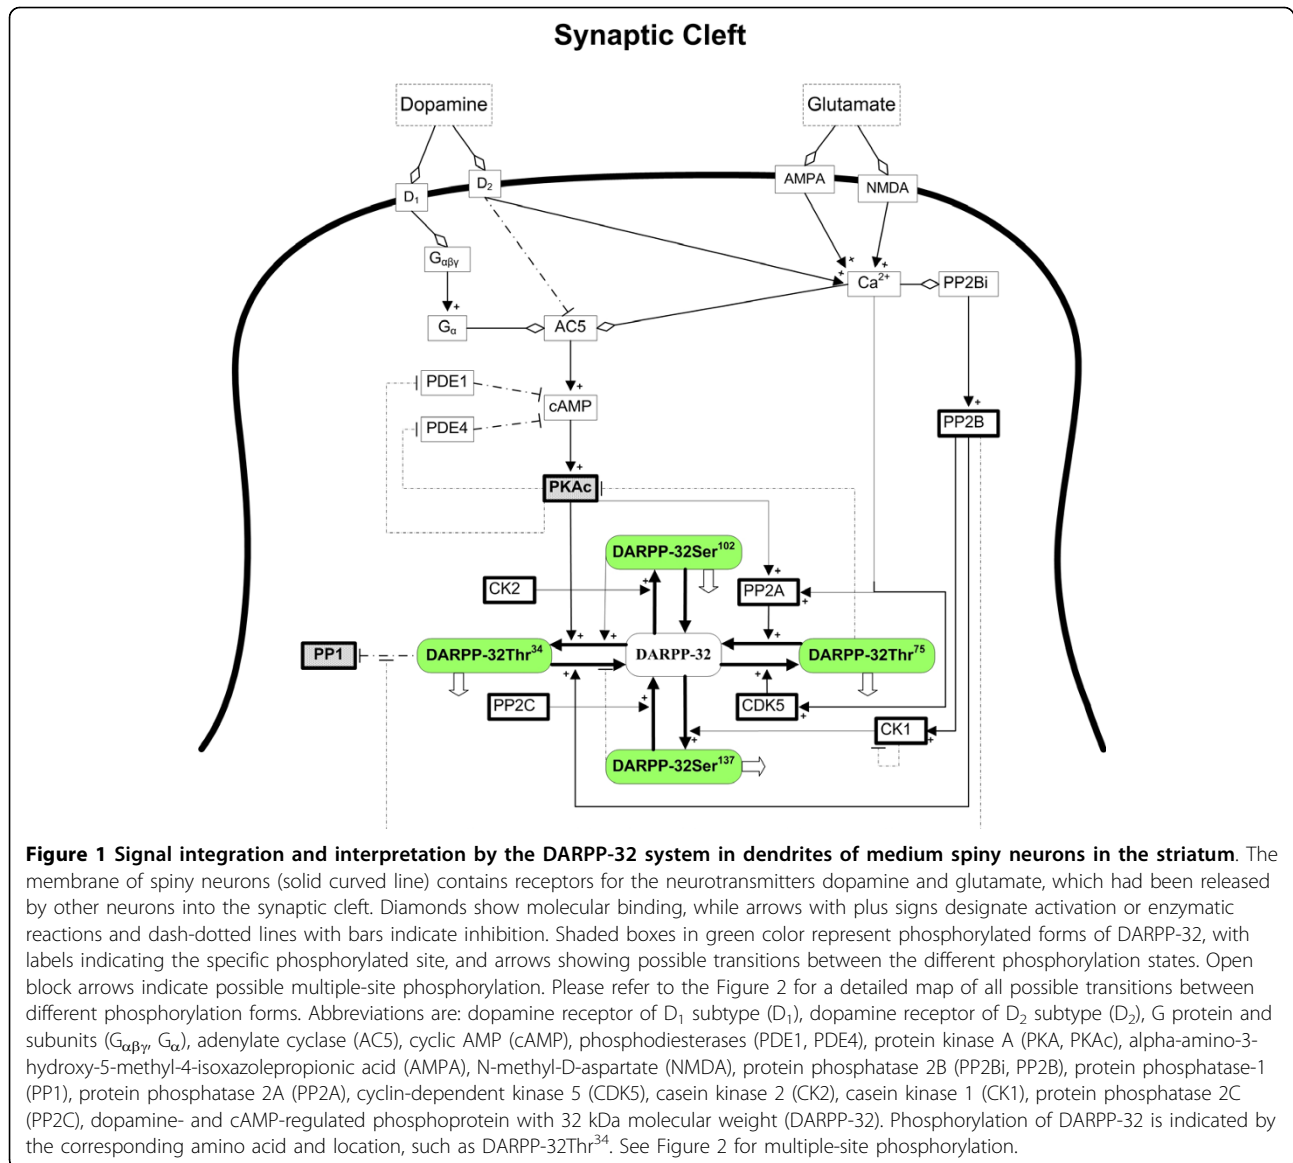 Synaptic Cleft
Dopamine
Glutamate
D1
D2
AMPA
NMDA
Gαβγ
Ca2+
PP2Bi
Gα
AC5
PDE1
cAMP
PDE4
PP2B
PKAc
DARPP-32Ser102
CK2
PP2A
PP1
DARPP-32Thr34
DARPP-32
DARPP-32Thr75
PP2C
CDK5
CK1
DARPP-32Ser137
Figure 1 Signal integration and interpretation by the DARPP-32 system in dendrites of medium spiny neurons in the striatum. The
membrane of spiny neurons (solid curved line) contains receptors for the neurotransmitters dopamine and glutamate, which had been released
by other neurons into the synaptic cleft. Diamonds show molecular binding, while arrows with plus signs designate activation or enzymatic
reactions and dash-dotted lines with bars indicate inhibition. Shaded boxes in green color represent phosphorylated forms of DARPP-32, with
labels indicating the specific phosphorylated site, and arrows showing possible transitions between the different phosphorylation states. Open
block arrows indicate possible multiple-site phosphorylation. Please refer to the Figure 2 for a detailed map of all possible transitions between
different phosphorylation forms. Abbreviations are: dopamine receptor of D1 subtype (D1), dopamine receptor of D2 subtype (D2), G protein and
subunits (Gαβγ, Gα), adenylate cyclase (AC5), cyclic AMP (cAMP), phosphodiesterases (PDE1, PDE4), protein kinase A (PKA, PKAc), alpha-amino-3-
hydroxy-5-methyl-4-isoxazolepropionic acid (AMPA), N-methyl-D-aspartate (NMDA), protein phosphatase 2B (PP2Bi, PP2B), protein phosphatase-1
(PP1), protein phosphatase 2A (PP2A), cyclin-dependent kinase 5 (CDK5), casein kinase 2 (CK2), casein kinase 1 (CK1), protein phosphatase 2C
(PP2C), dopamine- and cAMP-regulated phosphoprotein with 32 kDa molecular weight (DARPP-32). Phosphorylation of DARPP-32 is indicated by
the corresponding amino acid and location, such as DARPP-32Thr34. See Figure 2 for multiple-site phosphorylation.